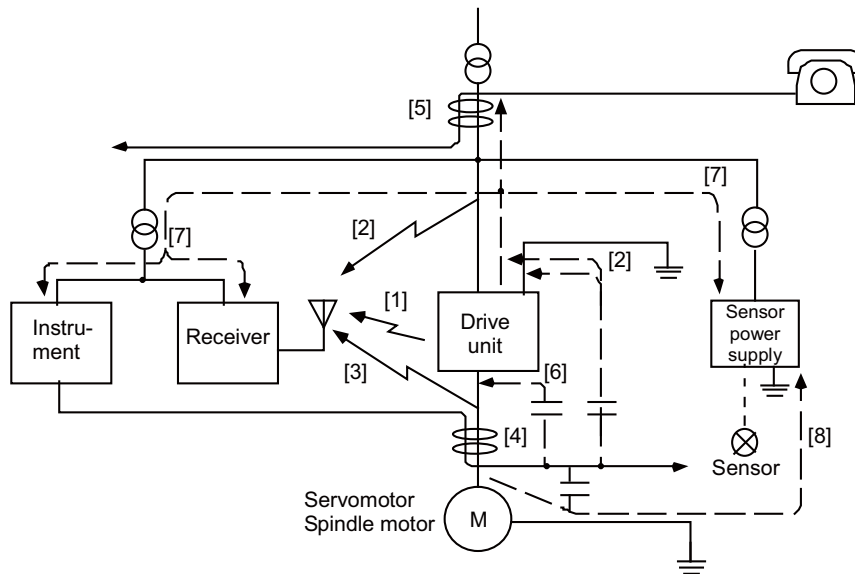 [5]
[7]
[2]
[7]
[2]
[1]
Instru-
ment
Receiver
Drive
unit
Sensor
power
supply
[3]
[6]
[4]
[8]
Sensor
Servomotor
Spindle motor
M